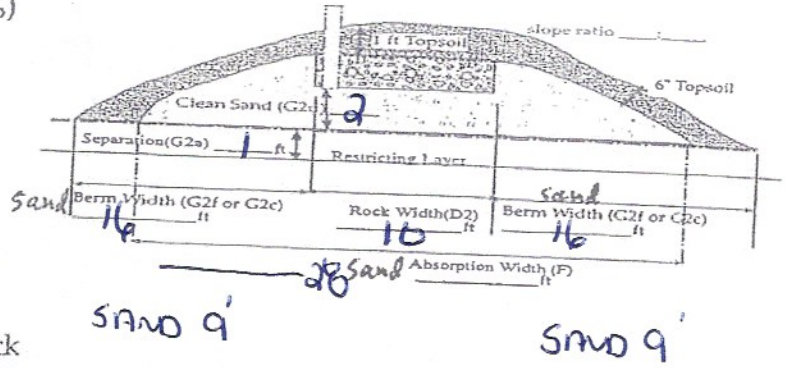 )
slope ratio ___:___
1 ft Topsoil
6" Topsoil
Clean Sand (G2 2
Separation(G2a) 1 ft
Restricting Layer
Sand Berm Width (G2f or G2c) 16 ft
Rock Width(D2) 10 ft
sand
Berm Width (G2f or G2c) 16 ft
28 Sand Absorption Width (F) ft
SAND 9'
SAND 9'